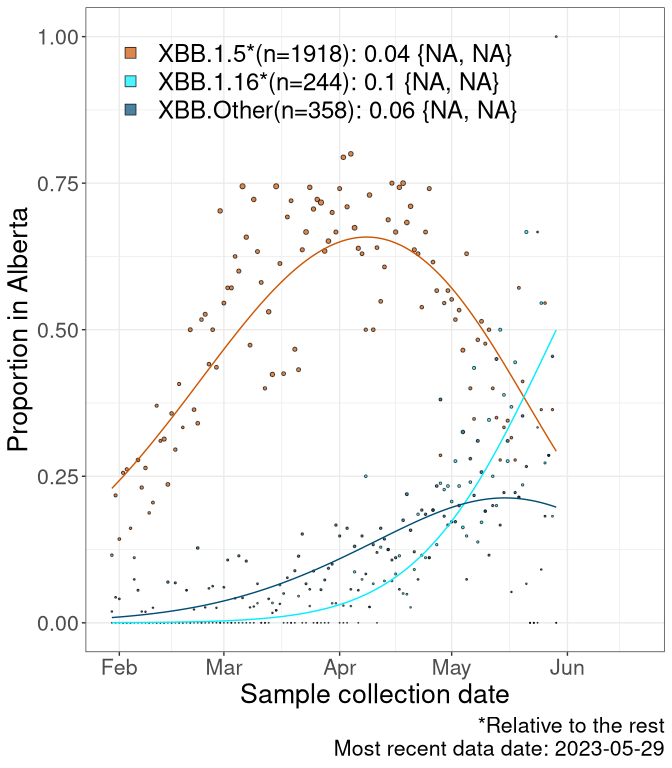 1.00
XBB.1.5*(n=1918): 0.04 {NA, NA}
XBB.1.16*(n=244): 0.1 {NA, NA}
XBB.Other(n=358): 0.06 {NA, NA}
0.75
0.50
0.25
0.00
Proportion in Alberta
Feb Mar Apr May Jun
Sample collection date
*Relative to the rest
Most recent data date: 2023-05-29